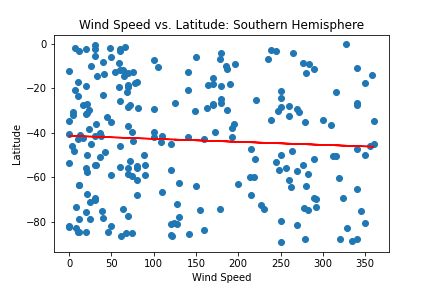 Wind Speed vs. Latitude: Southern Hemisphere
0
−20
−40
−60
−80
Latitude
0 50 100 150 200 250 300 350
Wind Speed